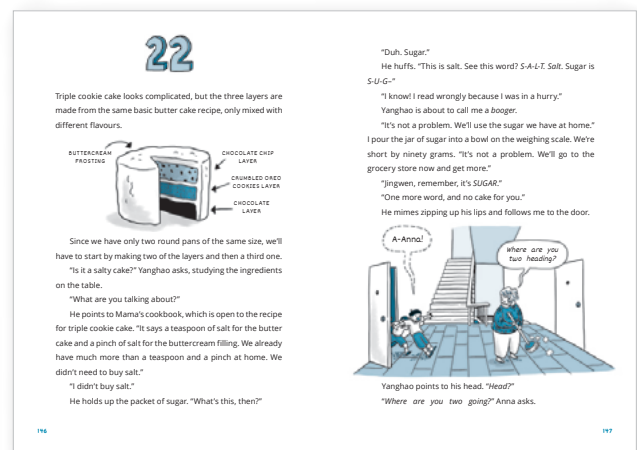 22
Triple cookie cake looks complicated, but the three layers are
made from the same basic butter cake recipe, only mixed with
different flavours.
BUTTERCREAM
FROSTING
CHOCOLATE CHIP
LAYER
CRUMBLED OREO
COOKIES LAYER
CHOCOLATE
LAYER
Since we have only two round pans of the same size, we’ll
have to start by making two of the layers and then a third one.
“Is it a salty cake?” Yanghao asks, studying the ingredients
on the table.
“What are you talking about?”
He points to Mama’s cookbook, which is open to the recipe
for triple cookie cake. “It says a teaspoon of salt for the butter
cake and a pinch of salt for the buttercream filling. We already
have much more than a teaspoon and a pinch at home. We
didn’t need to buy salt.”
“I didn’t buy salt.”
He holds up the packet of sugar. “What’s this, then?”
196
“Duh. Sugar.”
He huffs. “This is salt. See this word? S-A-L-T. Salt. Sugar is
S-U-G–”
“I know! I read wrongly because I was in a hurry.”
Yanghao is about to call me a booger.
“It’s not a problem. We’ll use the sugar we have at home.”
I pour the jar of sugar into a bowl on the weighing scale. We’re
short by ninety grams. “It’s not a problem. We’ll go to the
grocery store now and get more.”
“Jingwen, remember, it’s SUGAR.”
“One more word, and no cake for you.”
He mimes zipping up his lips and follows me to the door.
A-Anna!
Where are you
two heading?
Yanghao points to his head. “Head?”
“Where are you two going?” Anna asks.
197